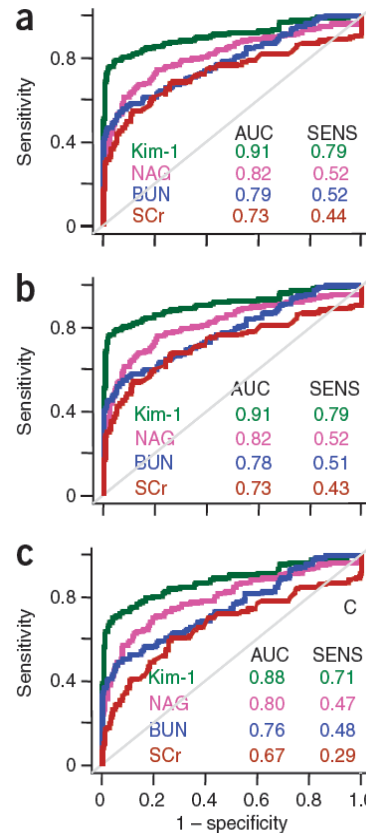 a
0.8
0.4
0
Sensitivity
AUC SENS
Kim-1 0.91 0.79
NAG 0.82 0.52
BUN 0.79 0.52
SCr 0.73 0.44
b
0.8
0.4
0
Sensitivity
AUC SENS
Kim-1 0.91 0.79
NAG 0.82 0.52
BUN 0.78 0.51
SCr 0.73 0.43
c
0.8
0.4
0
Sensitivity
C
AUC SENS
Kim-1 0.88 0.71
NAG 0.80 0.47
BUN 0.76 0.48
SCr 0.67 0.29
0 0.2 0.4 0.6 0.8 1.0
1 – specificity